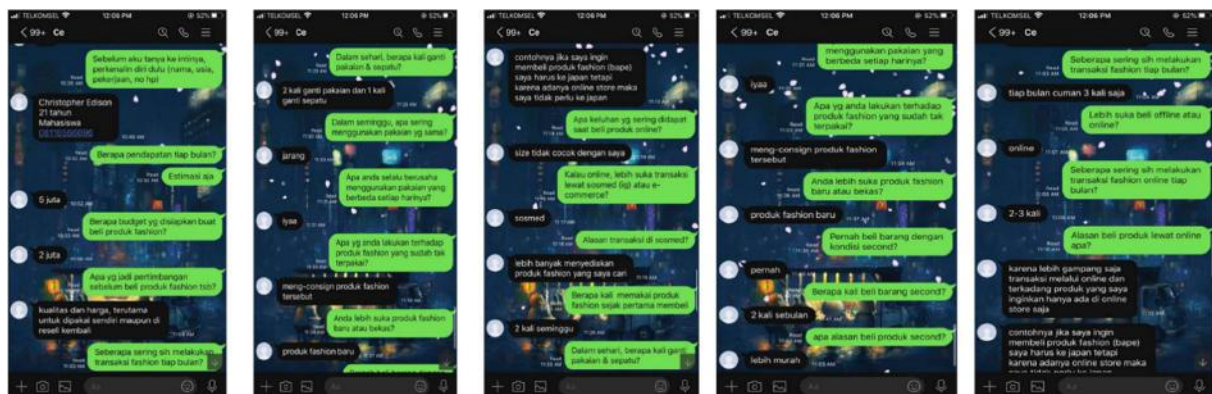 TELKOMSEL 12:06 PM 52%
99+ Ce
Sebelum aku tanya ke intinya,
perkenalin diri dulu (nama, usia,
pekerjaan, no hp)
Christopher Edison
21 tahun
Mahasiswa
Berapa pendapatan tiap bulan?
Estimasi aja
5 juta
Berapa budget yg disiapkan buat
beli produk fashion?
2 juta
Apa yg jadi pertimbangan
sebelum beli produk fashion tsb?
kualitas dan harga, terutama
untuk dipakai sendiri maupun di
resell kembali
Seberapa sering sih melakukan
transaksi fashion tiap bulan?
Aa
TELKOMSEL 12:06 PM 52%
99+ Ce
Dalam sehari, berapa kali ganti
pakaian & sepatu?
2 kali ganti pakaian dan 1 kali
ganti sepatu
Dalam seminggu, apa sering
menggunakan pakaian yg sama?
jarang
Apa anda selalu berusaha
menggunakan pakaian yang
berbeda setiap harinya?
iyaa
Apa yg anda lakukan terhadap
produk fashion yang sudah tak
terpakai?
meng-consign produk fashion
tersebut
Anda lebih suka produk fashion
baru atau bekas?
produk fashion baru
Aa
TELKOMSEL 12:06 PM 52%
99+ Ce
contohnya jika saya ingin
membeli produk fashion (bape)
saya harus ke japan tetapi
karena adanya online store maka
saya tidak perlu ke japan
Apa keluhan yg sering didapat
saat beli produk online?
size tidak cocok dengan saya
Kalau online, lebih suka transaksi
lewat sosmed (ig) atau e-
commerce?
sosmed
Alasan transaksi di sosmed?
lebih banyak menyediakan
produk fashion yang saya cari
Berapa kali memakai produk
fashion sejak pertama membeli
2 kali seminggu
Dalam sehari, berapa kali ganti
pakaian & sepatu?
Aa
TELKOMSEL 12:06 PM 52%
99+ Ce
menggunakan pakaian yang
berbeda setiap harinya?
iyaa
Apa yg anda lakukan terhadap
produk fashion yang sudah tak
terpakai?
meng-consign produk fashion
tersebut
Anda lebih suka produk fashion
baru atau bekas?
produk fashion baru
Pernah beli barang dengan
kondisi second?
pernah
Berapa kali beli barang second?
2 kali sebulan
apa alasan beli produk second?
lebih murah
Aa
TELKOMSEL 12:06 PM 52%
99+ Ce
Seberapa sering sih melakukan
transaksi fashion tiap bulan?
tiap bulan cuman 3 kali saja
Lebih suka beli offline atau
online?
online
Seberapa sering sih melakukan
transaksi fashion online tiap
bulan?
2-3 kali
Alasan beli produk lewat online
apa?
karena lebih gampang saja
transaksi melalui online dan
terkadang produk yang saya
inginkan hanya ada di online
store saja
contohnya jika saya ingin
membeli produk fashion (bape)
saya harus ke japan tetapi
karena adanya online store maka
saya tidak perlu ke japan
Aa